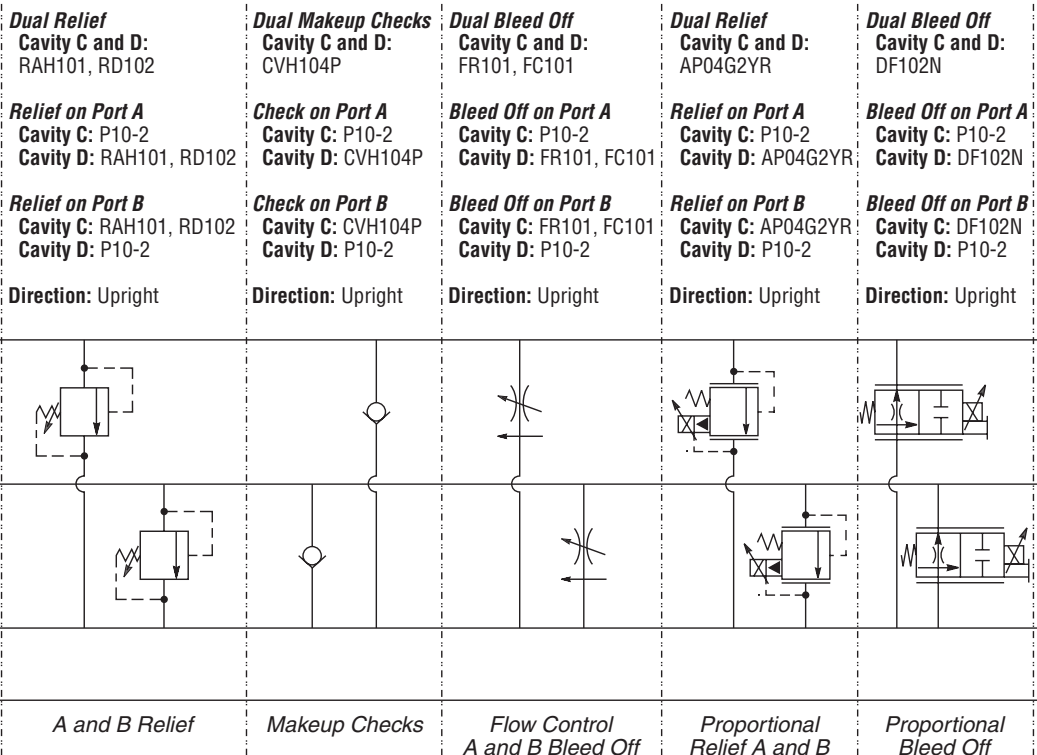 Dual Relief
Cavity C and D:
RAH101, RD102
Relief on Port A
Cavity C: P10-2
Cavity D: RAH101, RD102
Relief on Port B
Cavity C: RAH101, RD102
Cavity D: P10-2
Direction: Upright
Dual Makeup Checks
Cavity C and D:
CVH104P
Check on Port A
Cavity C: P10-2
Cavity D: CVH104P
Check on Port B
Cavity C: CVH104P
Cavity D: P10-2
Direction: Upright
Dual Bleed Off
Cavity C and D:
FR101, FC101
Bleed Off on Port A
Cavity C: P10-2
Cavity D: FR101, FC101
Bleed Off on Port B
Cavity C: FR101, FC101
Cavity D: P10-2
Direction: Upright
Dual Relief
Cavity C and D:
AP04G2YR
Relief on Port A
Cavity C: P10-2
Cavity D: AP04G2YR
Relief on Port B
Cavity C: AP04G2YR
Cavity D: P10-2
Direction: Upright
Dual Bleed Off
Cavity C and D:
DF102N
Bleed Off on Port A
Cavity C: P10-2
Cavity D: DF102N
Bleed Off on Port B
Cavity C: DF102N
Cavity D: P10-2
Direction: Upright
A and B Relief
Makeup Checks
Flow Control
A and B Bleed Off
Proportional
Relief A and B
Proportional
Bleed Off